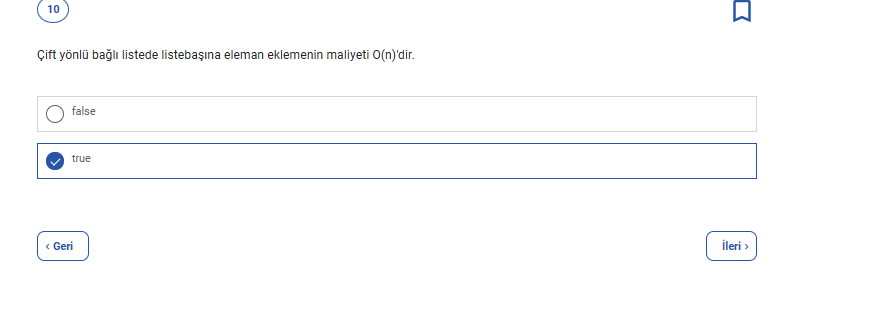 10
Çift yönlü bağlı listede listebaşına eleman eklemenin maliyeti O(n)'dir.
false
true
‹ Geri
İleri ›